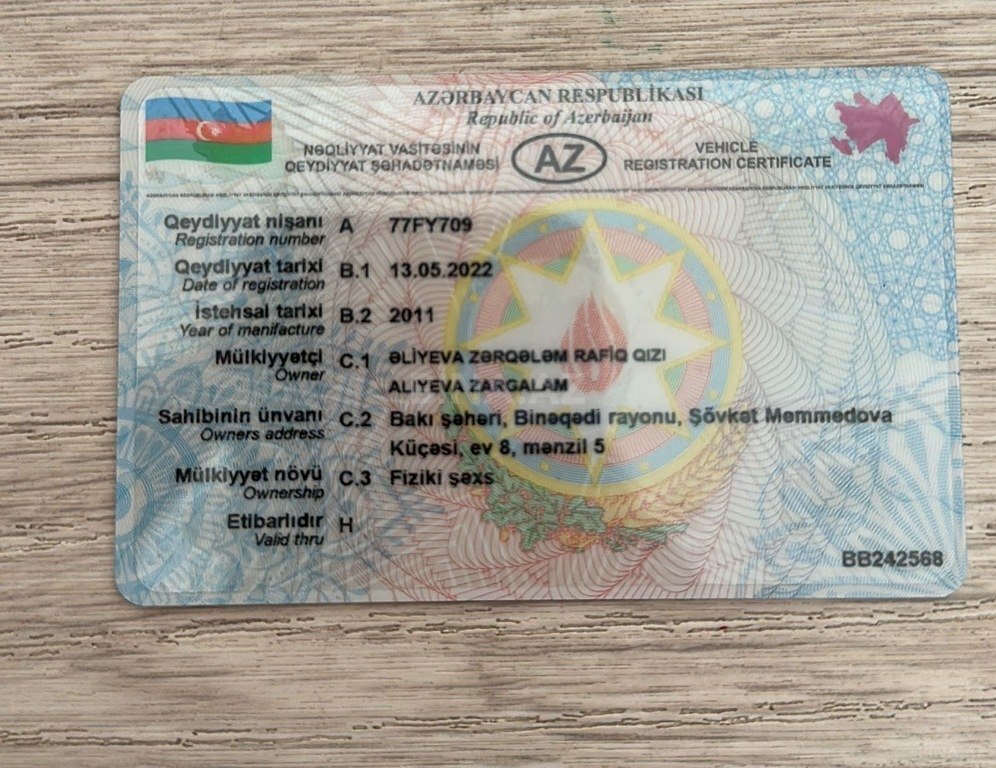 AZƏRBAYCAN RESPUBLİKASI
Republic of Azerbaijan
NƏQLİYYAT VASİTƏSİNİN
QEYDİYYAT ŞƏHADƏTNAMƏSİ
AZ
VEHICLE
REGISTRATION CERTIFICATE
Qeydiyyat nişanı A 77FY709
Registration number
Qeydiyyat tarixi B.1 13.05.2022
Date of registration
İstehsal tarixi B.2 2011
Year of manifacture
Mülkiyyətçi C.1 ƏLİYEVA ZƏRQƏLƏM RAFİQ QIZI
Owner
ALIYEVA ZARGALAM
Sahibinin ünvanı C.2 Bakı şəhəri, Binəqədi rayonu, Şövkət Məmmədova
Owners address
Küçəsi, ev 8, mənzil 5
Mülkiyyət növü C.3 Fiziki şəxs
Ownership
Etibarlıdır H
Valid thru
BB242568